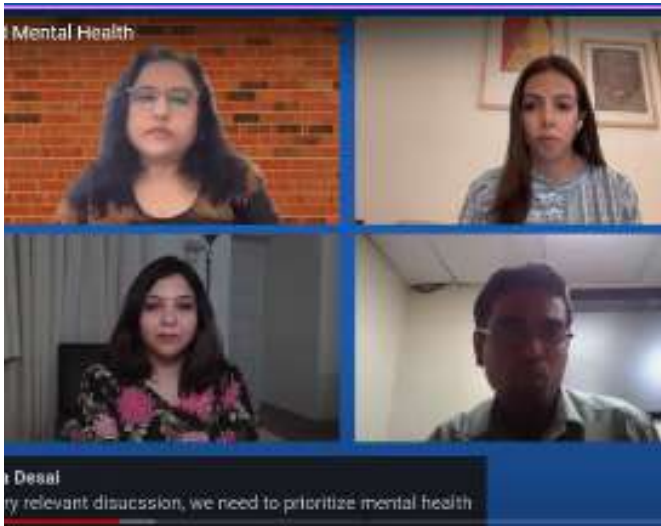 Mental Health
Desai
relevant disucssion, we need to prioritize mental health